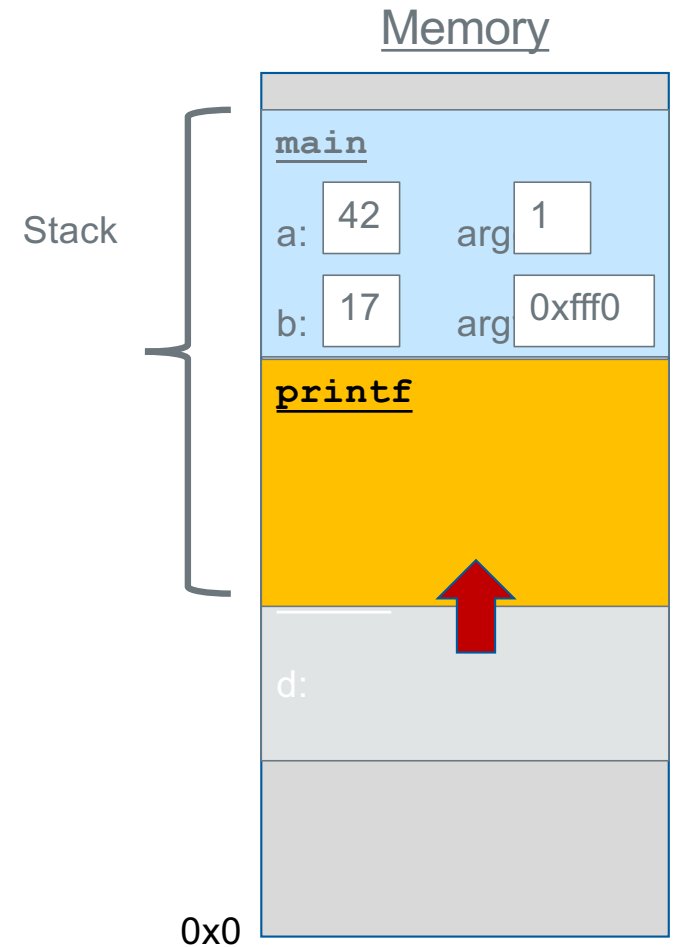 Memory
main
Stack
a: 42 arg 1
b: 17 arg 0xfff0
printf
d:
0x0